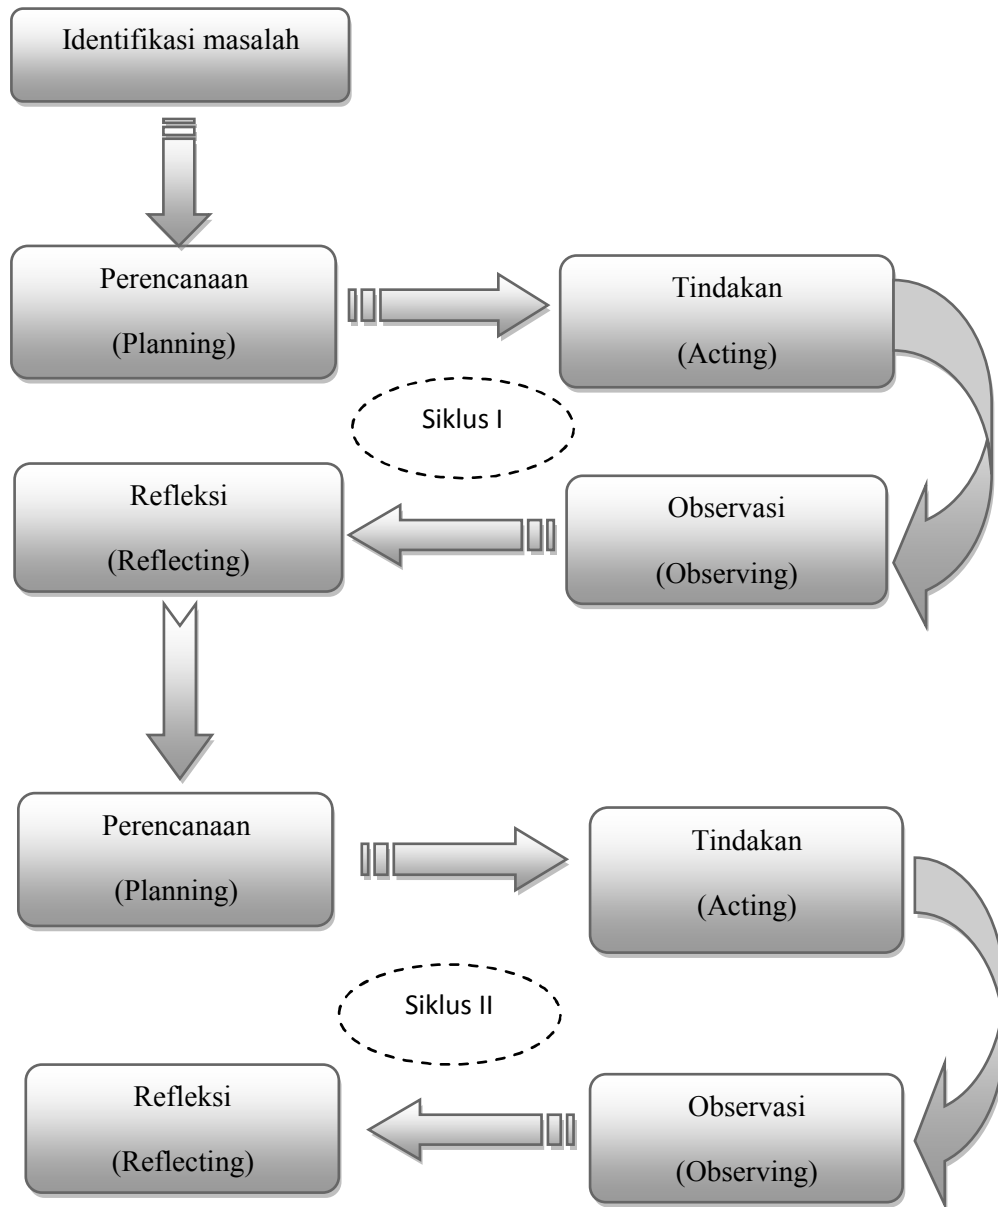 Identifikasi masalah
Perencanaan
(Planning)
Tindakan
(Acting)
Siklus I
Refleksi
(Reflecting)
Observasi
(Observing)
Perencanaan
(Planning)
Tindakan
(Acting)
Siklus II
Refleksi
(Reflecting)
Observasi
(Observing)